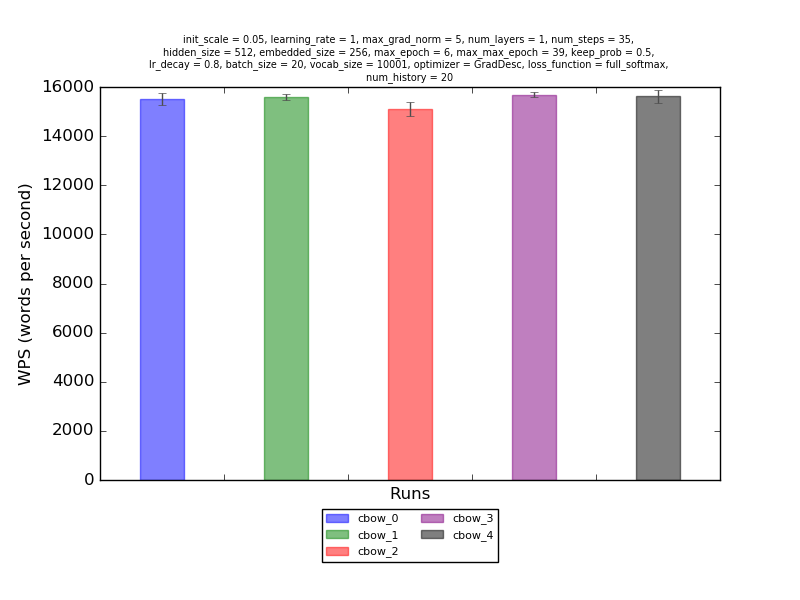 init_scale = 0.05, learning_rate = 1, max_grad_norm = 5, num_layers = 1, num_steps = 35,
hidden_size = 512, embedded_size = 256, max_epoch = 6, max_max_epoch = 39, keep_prob = 0.5,
lr_decay = 0.8, batch_size = 20, vocab_size = 10001, optimizer = GradDesc, loss_function = full_softmax,
num_history = 20
16000
14000
12000
10000
8000
6000
4000
2000
0
WPS (words per second)
Runs
cbow_0
cbow_1
cbow_2
cbow_3
cbow_4